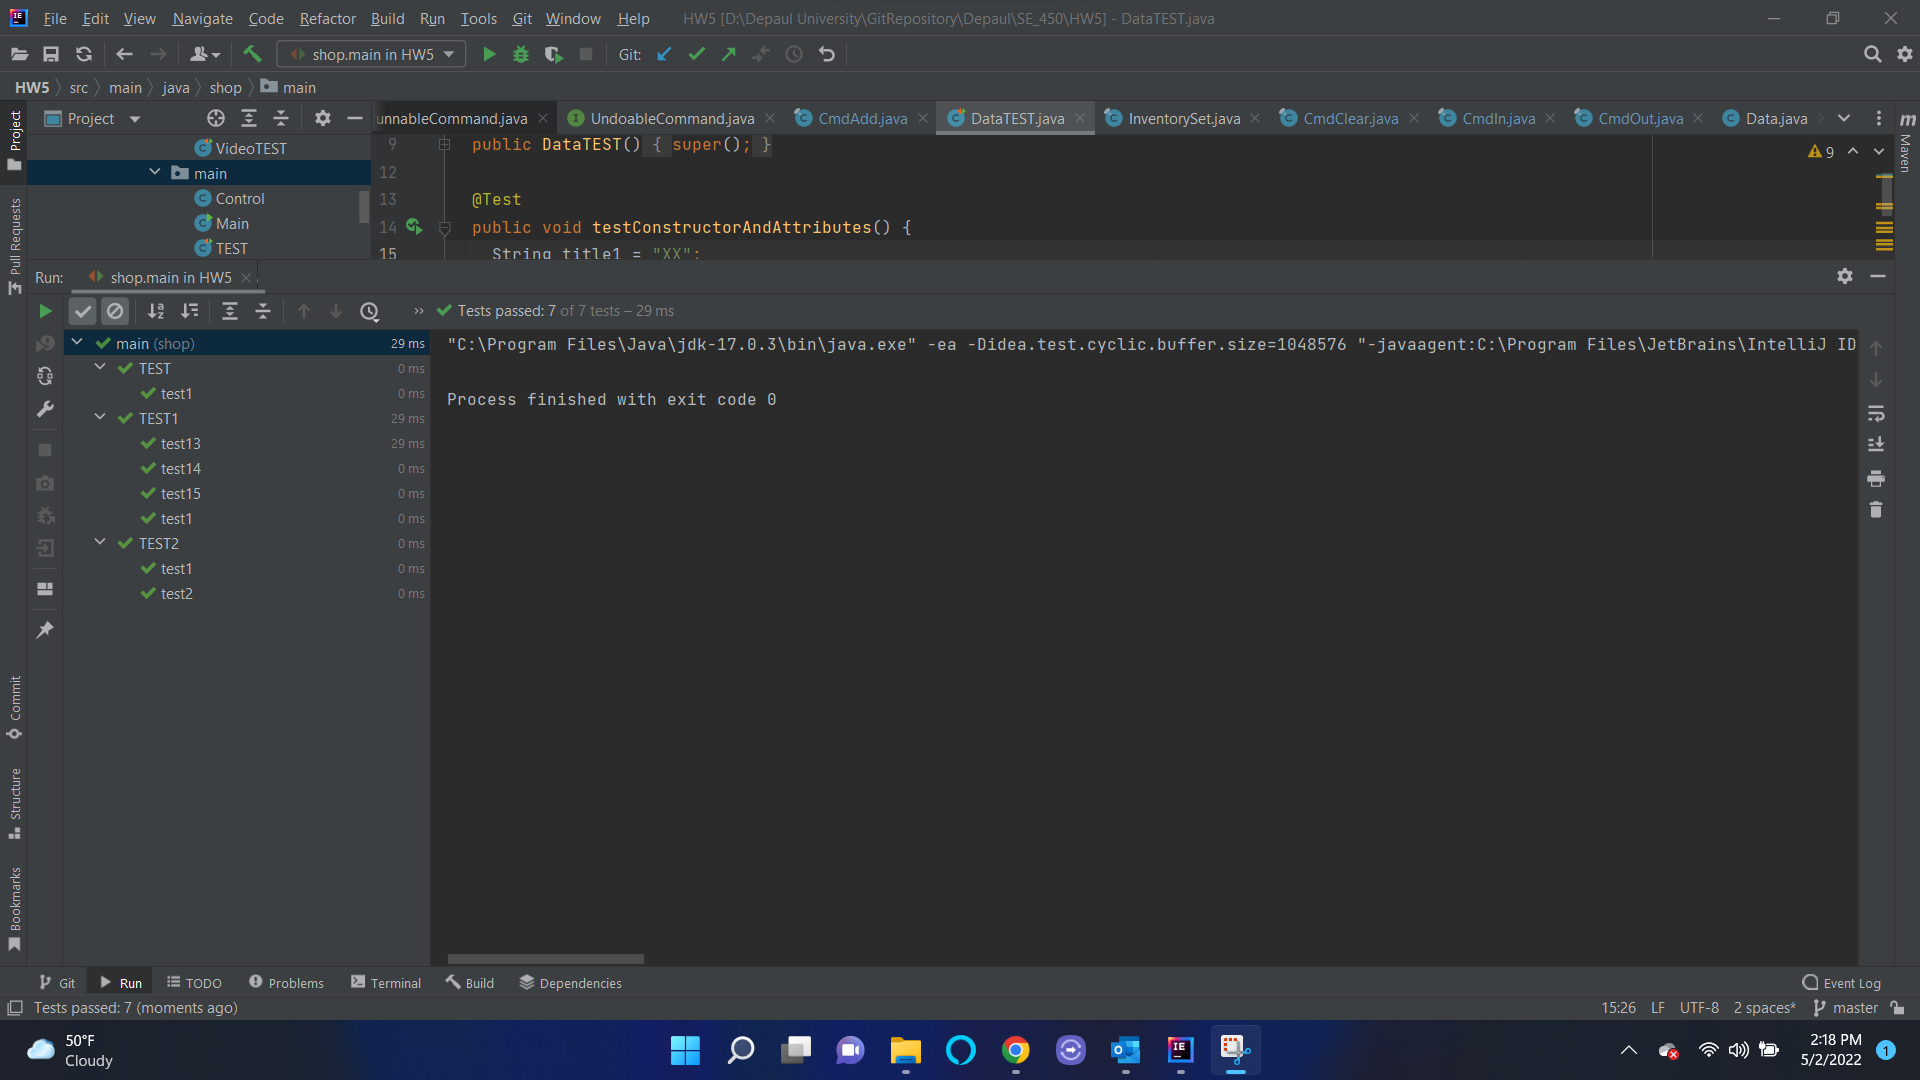 File Edit View Navigate Code Refactor Build Run Tools Git Window Help HW5 [D:\Depaul University\GitRepository\Depaul\SE_450\HW5] - DataTEST.java
shop.main in HW5 Git:
HW5 src main java shop main
Project
unnableCommand.java UndoableCommand.java CmdAdd.java DataTEST.java InventorySet.java CmdClear.java CmdIn.java CmdOut.java Data.java
VideoTEST
main
Control
Main
TEST
9 public DataTEST() { super(); }
12
13 @Test
14 public void testConstructorAndAttributes() {
15 String title1 = "XX";
9
Project
Pull Requests
Commit
Structure
Bookmarks
Maven
Run: shop.main in HW5
Tests passed: 7 of 7 tests – 29 ms
main (shop) 29 ms
TEST 0 ms
test1 0 ms
TEST1 29 ms
test13 29 ms
test14 0 ms
test15 0 ms
test1 0 ms
TEST2 0 ms
test1 0 ms
test2 0 ms
"C:\Program Files\Java\jdk-17.0.3\bin\java.exe" -ea -Didea.test.cyclic.buffer.size=1048576 "-javaagent:C:\Program Files\JetBrains\IntelliJ ID
Process finished with exit code 0
Git Run TODO Problems Terminal Build Dependencies Event Log
Tests passed: 7 (moments ago) 15:26 LF UTF-8 2 spaces* master
50°F
Cloudy
2:18 PM
5/2/2022
1